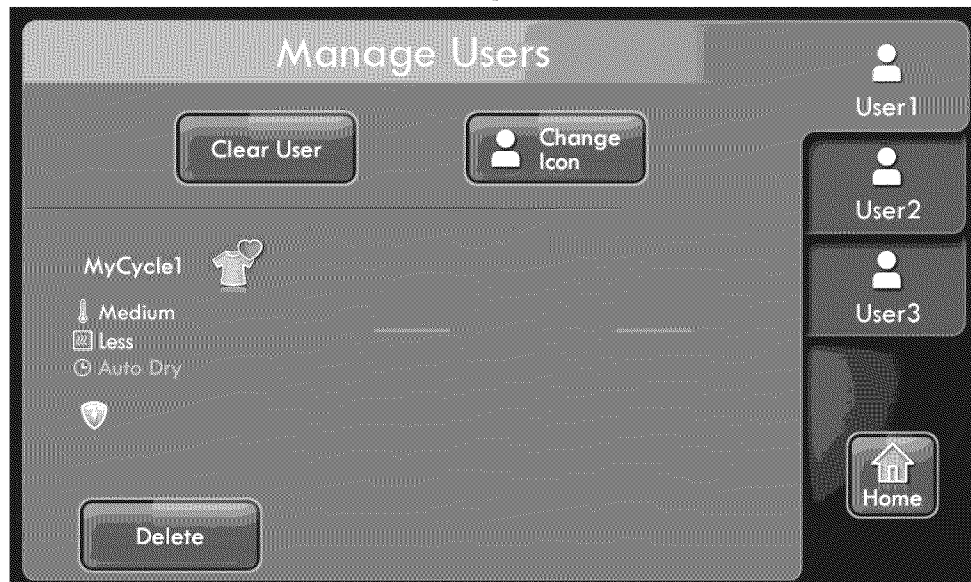 Manage Users
Clear User
Change
Icon
User1
User2
User3
MyCycle1
Medium
Less
Auto Dry
Delete
Home